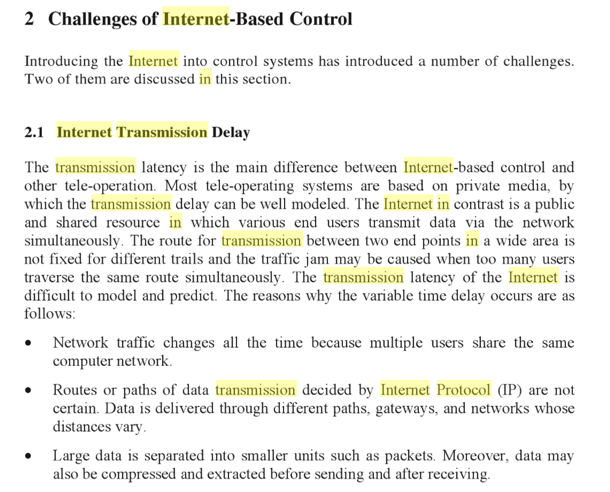 2 Challenges of Internet-Based Control
Introducing the Internet into control systems has introduced a number of challenges.
Two of them are discussed in this section.
2.1 Internet Transmission Delay
The transmission latency is the main difference between Internet-based control and
other tele-operation. Most tele-operating systems are based on private media, by
which the transmission delay can be well modeled. The Internet in contrast is a public
and shared resource in which various end users transmit data via the network
simultaneously. The route for transmission between two end points in a wide area is
not fixed for different trails and the traffic jam may be caused when too many users
traverse the same route simultaneously. The transmission latency of the Internet is
difficult to model and predict. The reasons why the variable time delay occurs are as
follows:
• Network traffic changes all the time because multiple users share the same
computer network.
• Routes or paths of data transmission decided by Internet Protocol (IP) are not
certain. Data is delivered through different paths, gateways, and networks whose
distances vary.
• Large data is separated into smaller units such as packets. Moreover, data may
also be compressed and extracted before sending and after receiving.